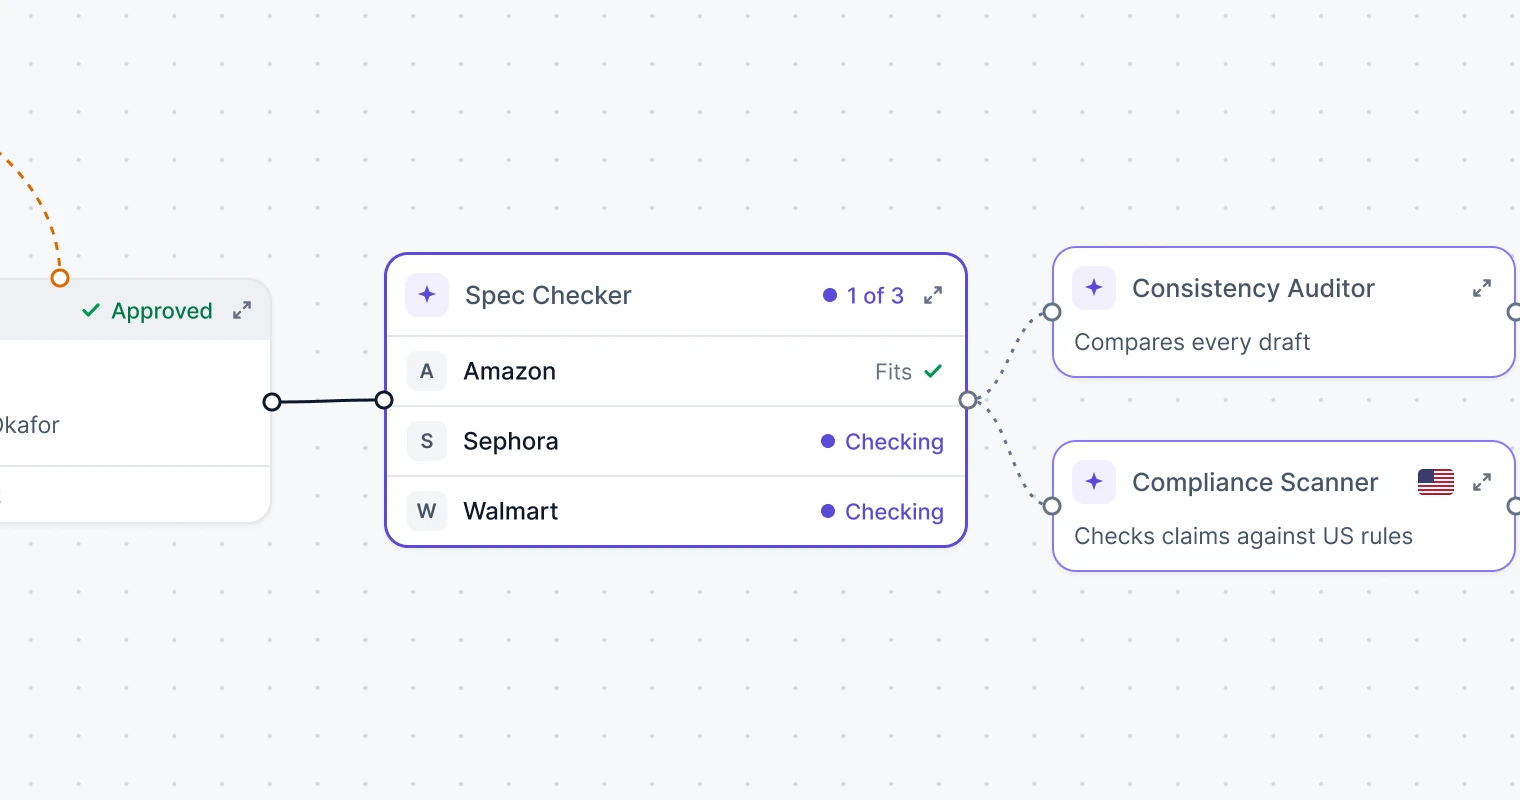 Approved
Okafor
Spec Checker
1 of 3
A Amazon Fits
S Sephora Checking
W Walmart Checking
Consistency Auditor
Compares every draft
Compliance Scanner
Checks claims against US rules